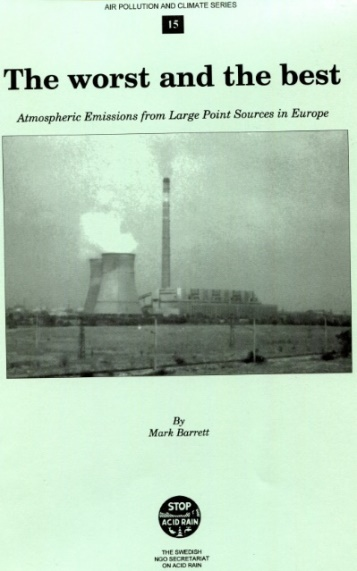 AIR POLLUTION AND CLIMATE SERIES
15
The worst and the best
Atmospheric Emissions from Large Point Sources in Europe
By
Mark Barrett
STOP
ACID RAIN
THE SWEDISH
NGO SECRETARIAT
ON ACID RAIN